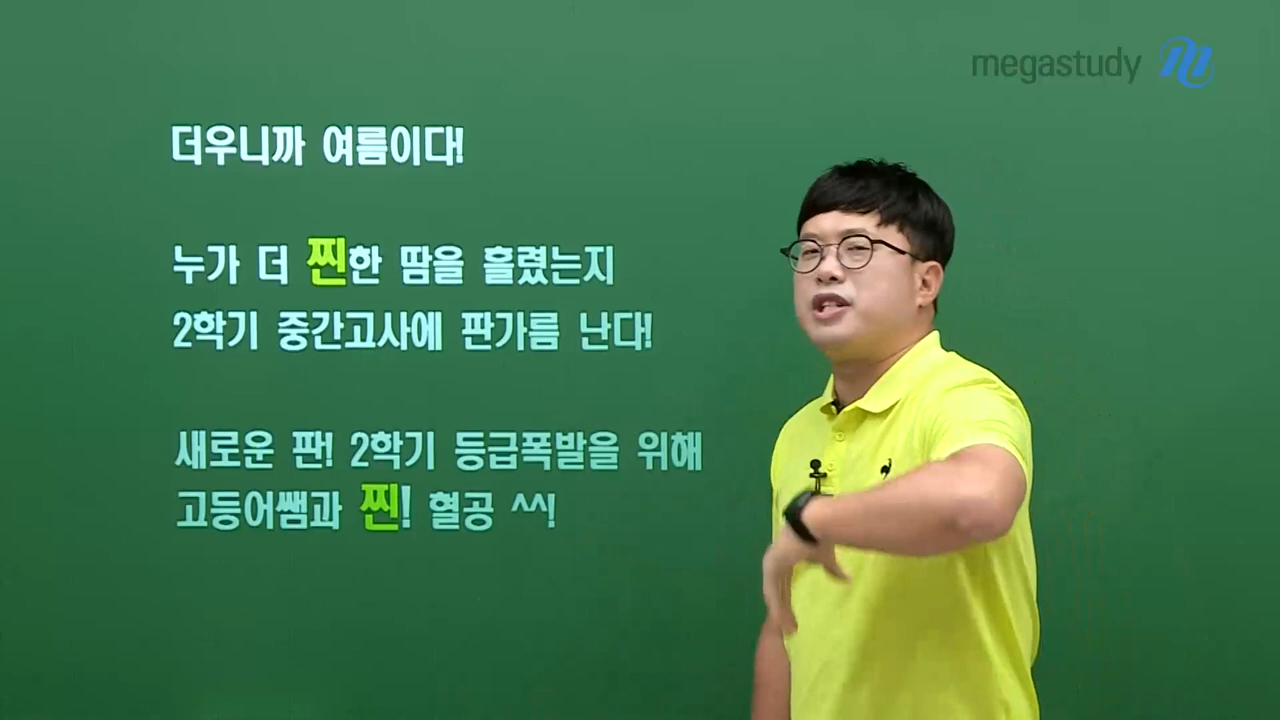 megastudy
더우니까 여름이다!
누가 더 찐한 땀을 흘렸는지
2학기 중간고사에 판가름 난다!
새로운 판! 2학기 등급폭발을 위해
고등어쌤과 찐! 혈공 ^^!